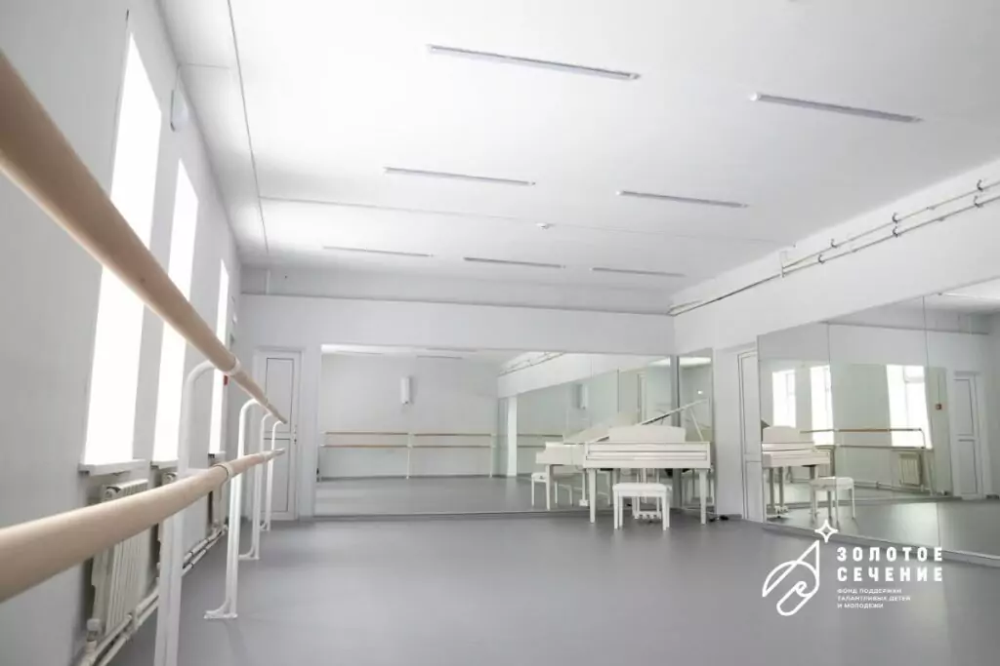 ЗОЛОТОЕ
СЕЧЕНИЕ
ФОНД ПОДДЕРЖКИ
ТАЛАНТЛИВЫХ ДЕТЕЙ
И МОЛОДЕЖИ